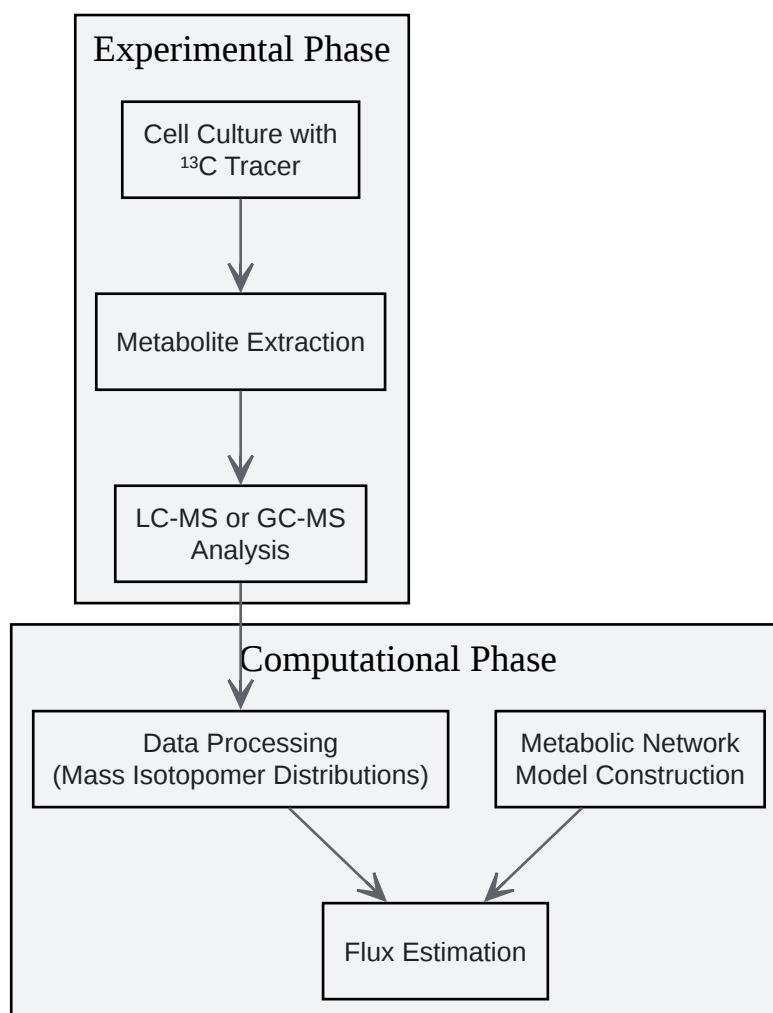 Experimental Phase
Cell Culture with
¹³C Tracer
Metabolite Extraction
LC-MS or GC-MS
Analysis
Computational Phase
Data Processing
(Mass Isotopomer Distributions)
Metabolic Network
Model Construction
Flux Estimation